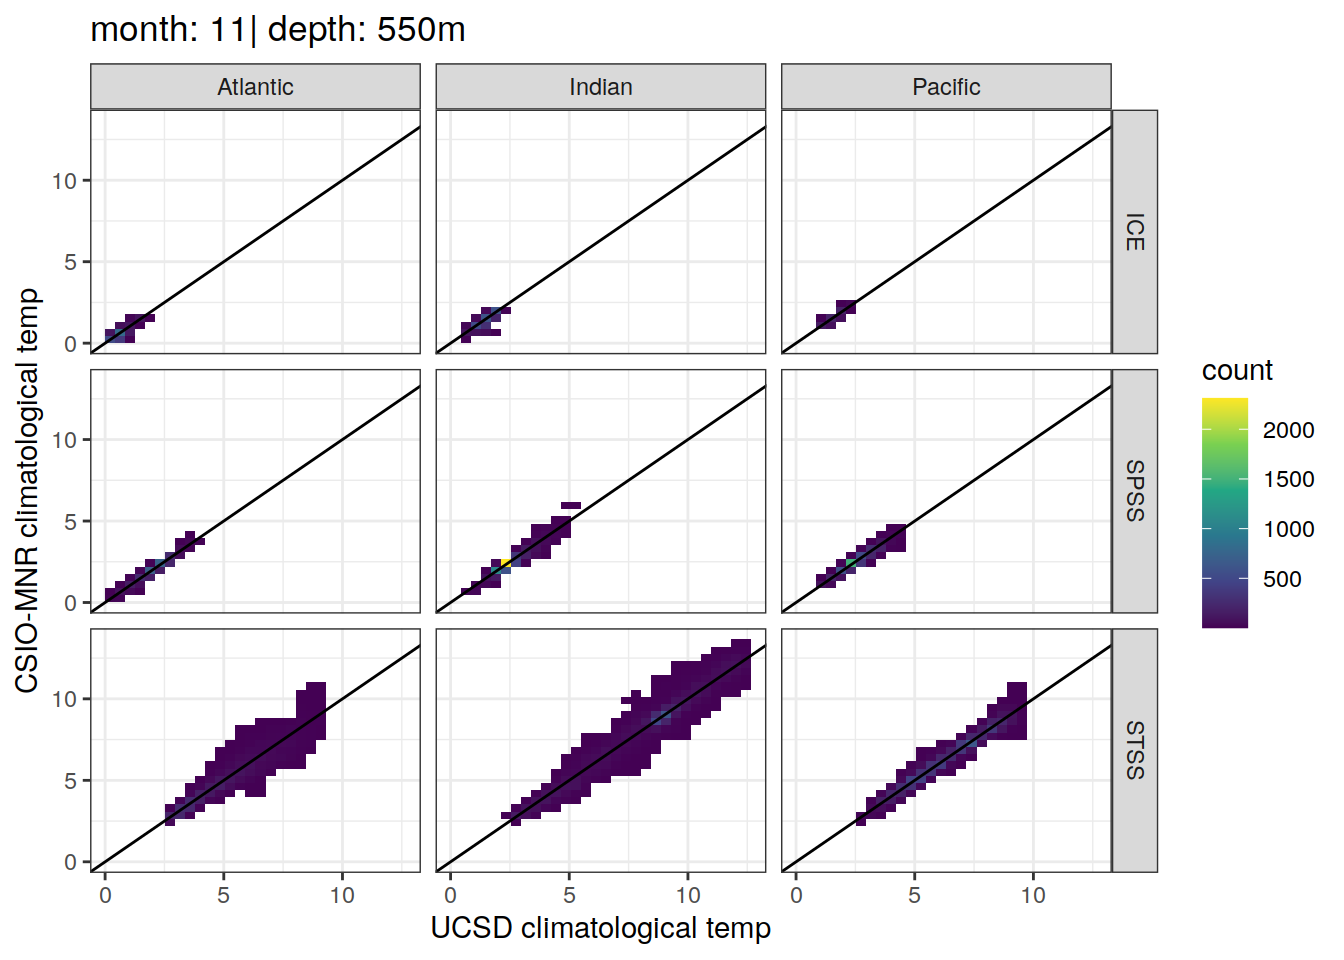 month: 11| depth: 550m
Atlantic
Indian
Pacific
10
5
0
ICE
10
5
0
SPSS
10
5
0
STSS
0
5
10
0
5
10
0
5
10
UCSD climatological temp
CSIO-MNR climatological temp
count
2000
1500
1000
500